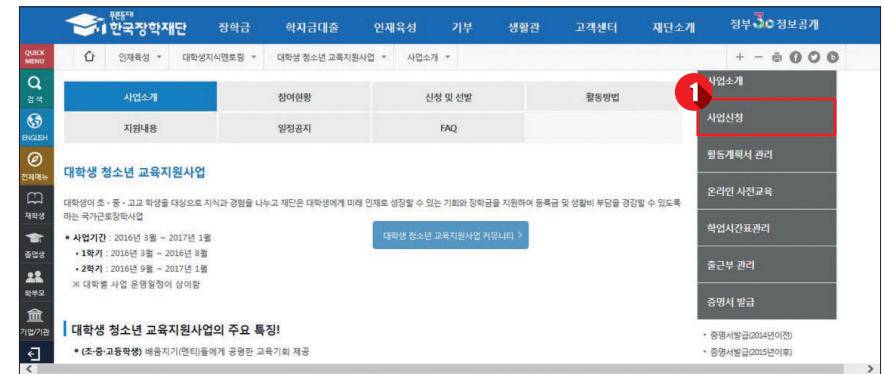 푸른등대
한국장학재단 장학금 학자금대출 인재육성 기부 생활관 고객센터 재단소개 정부3.0 정보공개
QUICK MENU
인재육성 대학생지식멘토링 대학생 청소년 교육지원사업 사업소개
검색
ENGLISH
전체메뉴
재학생
졸업생
학부모
기업/기관
사업소개 참여현황 신청 및 선발 활동방법
지원내용 일정공지 FAQ
대학생 청소년 교육지원사업
대학생이 초・중・고교 학생을 대상으로 지식과 경험을 나누고 재단은 대학생에게 미래 인재로 성장할 수 있는 기회와 장학금을 지원하여 등록금 및 생활비 부담을 경감할 수 있도록
하는 국가근로장학사업
• 사업기간 : 2016년 3월 ~ 2017년 1월
• 1학기 : 2016년 3월 ~ 2016년 8월
• 2학기 : 2016년 9월 ~ 2017년 1월
※ 대학별 사업 운영일정이 상이함
대학생 청소년 교육지원사업 커뮤니티 >
대학생 청소년 교육지원사업의 주요 특징!
• (초·중·고등학생) 배움지기(멘티)들에게 공평한 교육기회 제공
1
사업소개
사업신청
활동계획서 관리
온라인 사전교육
학업시간표관리
출근부 관리
증명서 발급
• 증명서발급(2014년이전)
• 증명서발급(2015년이후)